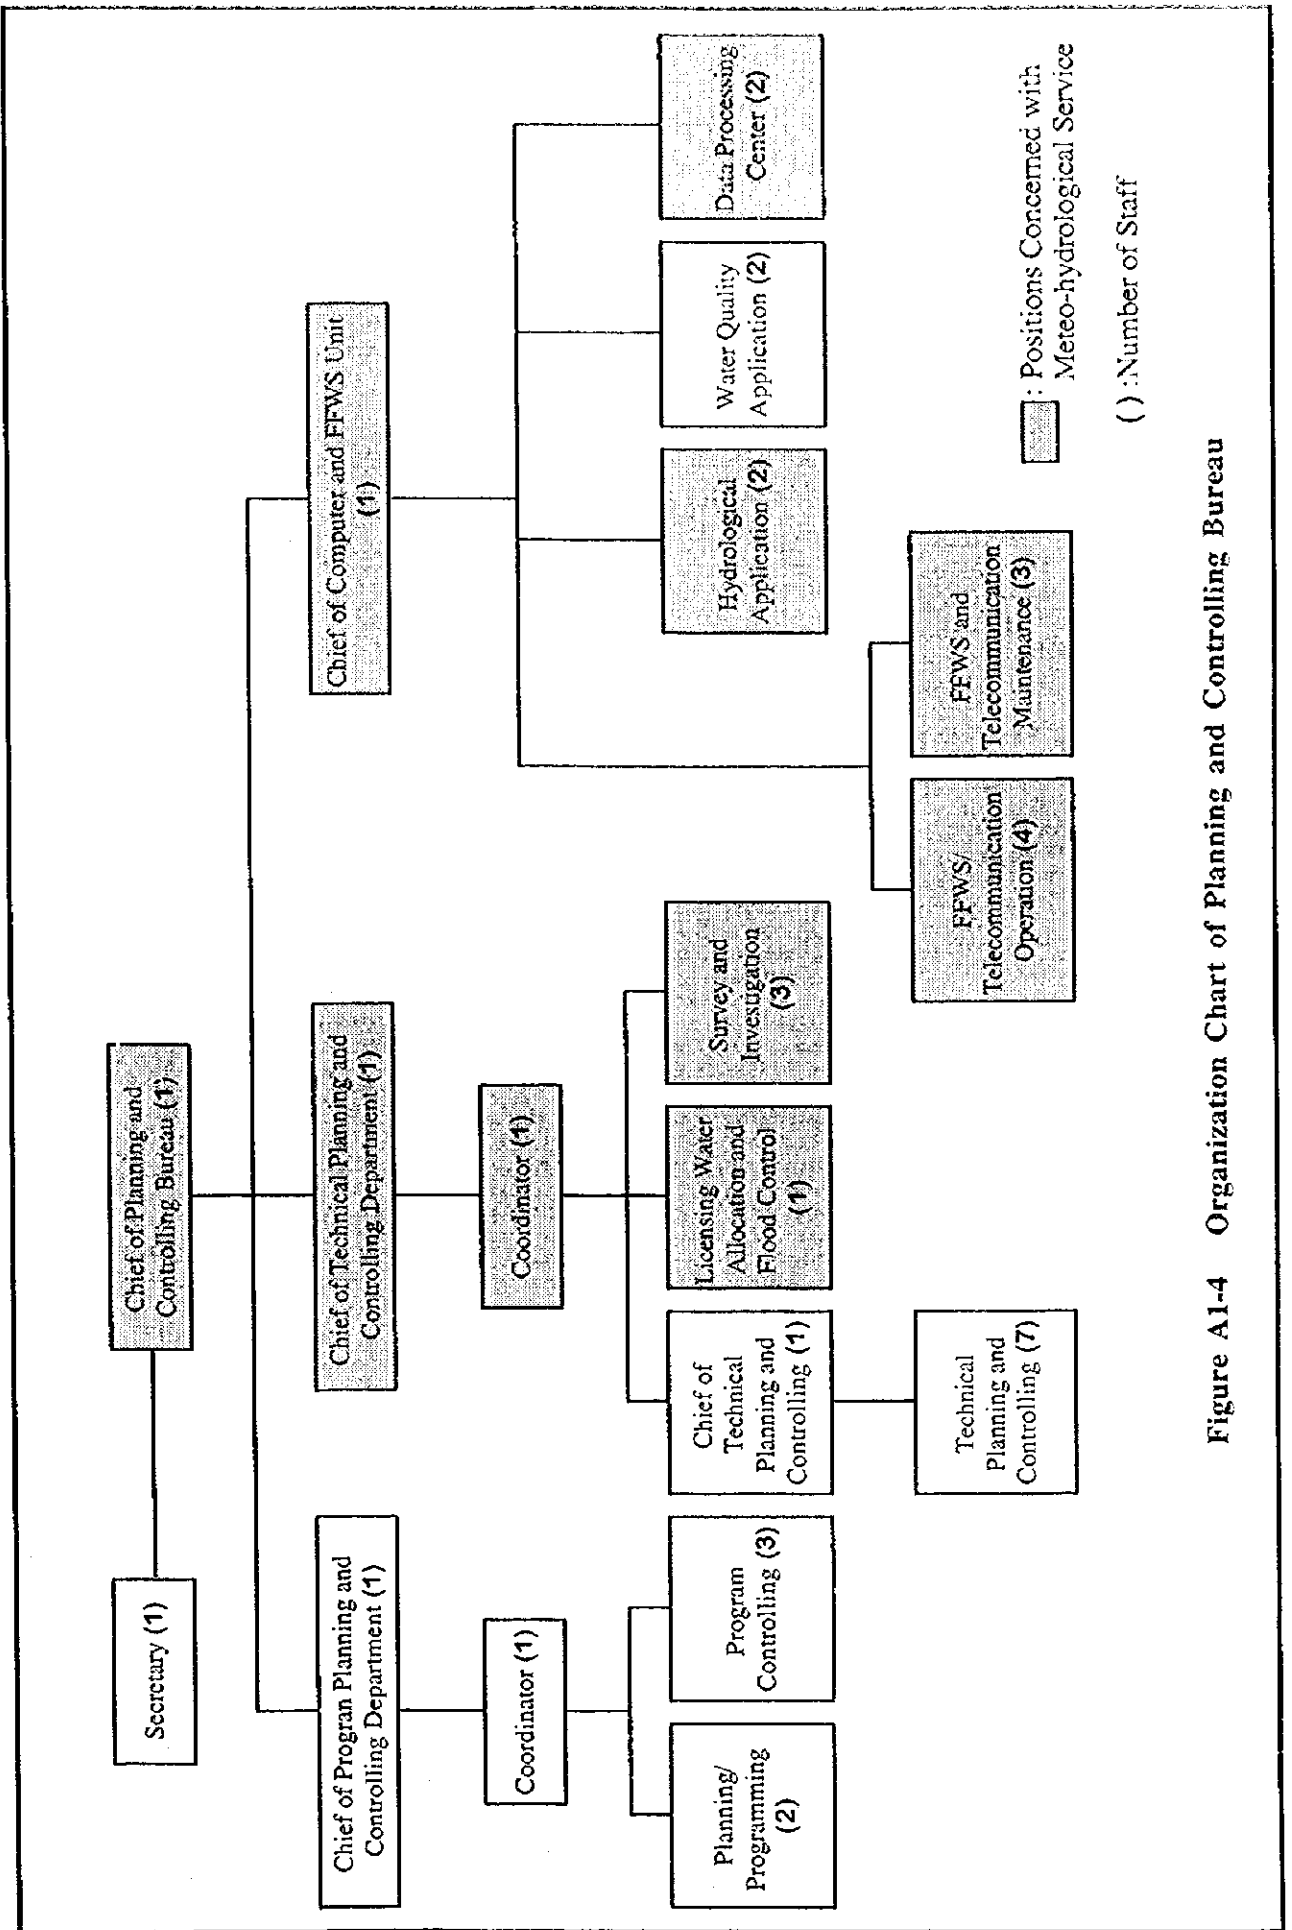 Secretary (1)
Chief of Planning and
Controlling Bureau (1)
Chief of Progran Planning and
Controlling Department (1)
Chief of Technical Planning and
Controlling Department (1)
Chief of Computer and FFWS Unit
(1)
Coordinator (1)
Coordinator (1)
Planning/
Programming
(2)
Program
Controlling (3)
Chief of
Technical
Planning and
Controlling (1)
Licensing Water
Allocation and
Flood Control
(1)
Survey and
Investigation
(3)
Hydrological
Application (2)
Water Quality
Application (2)
Data Processing
Center (2)
Technical
Planning and
Controlling (7)
FFWS/
Telecommunication
Operation (4)
FFWS and
Telecommunication
Maintenance (3)
: Positions Concerned with
Meteo-hydrological Service
( ) :Number of Staff
Figure A1-4 Organization Chart of Planning and Controlling Bureau